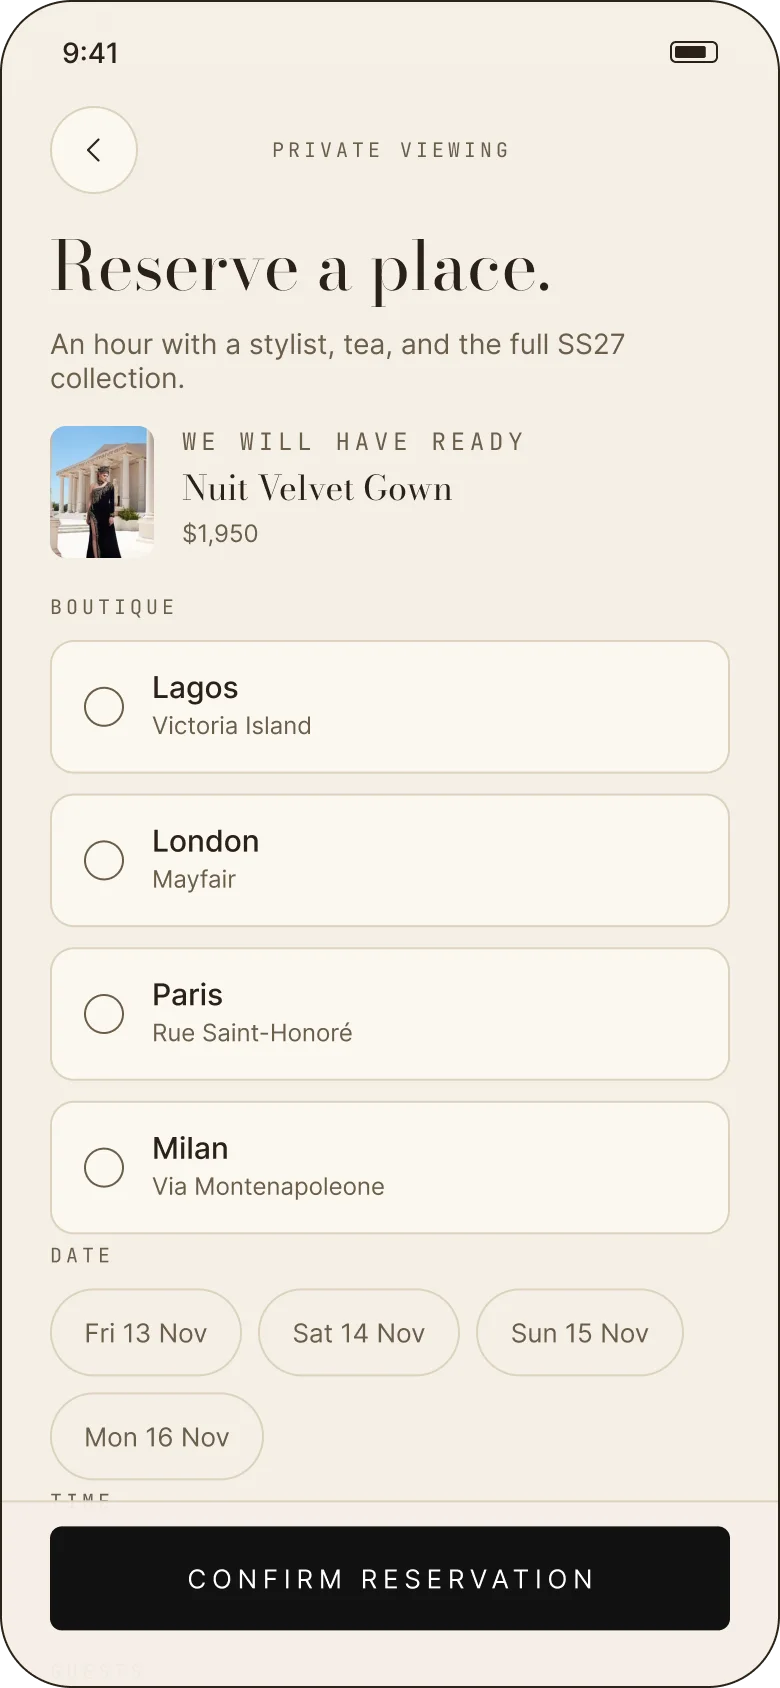 9:41
PRIVATE VIEWING
Reserve a place.
An hour with a stylist, tea, and the full SS27
collection.
WE WILL HAVE READY
Nuit Velvet Gown
$1,950
BOUTIQUE
Lagos
Victoria Island
London
Mayfair
Paris
Rue Saint-Honoré
Milan
Via Montenapoleone
DATE
Fri 13 Nov
Sat 14 Nov
Sun 15 Nov
Mon 16 Nov
TIME
CONFIRM RESERVATION
GUESTS